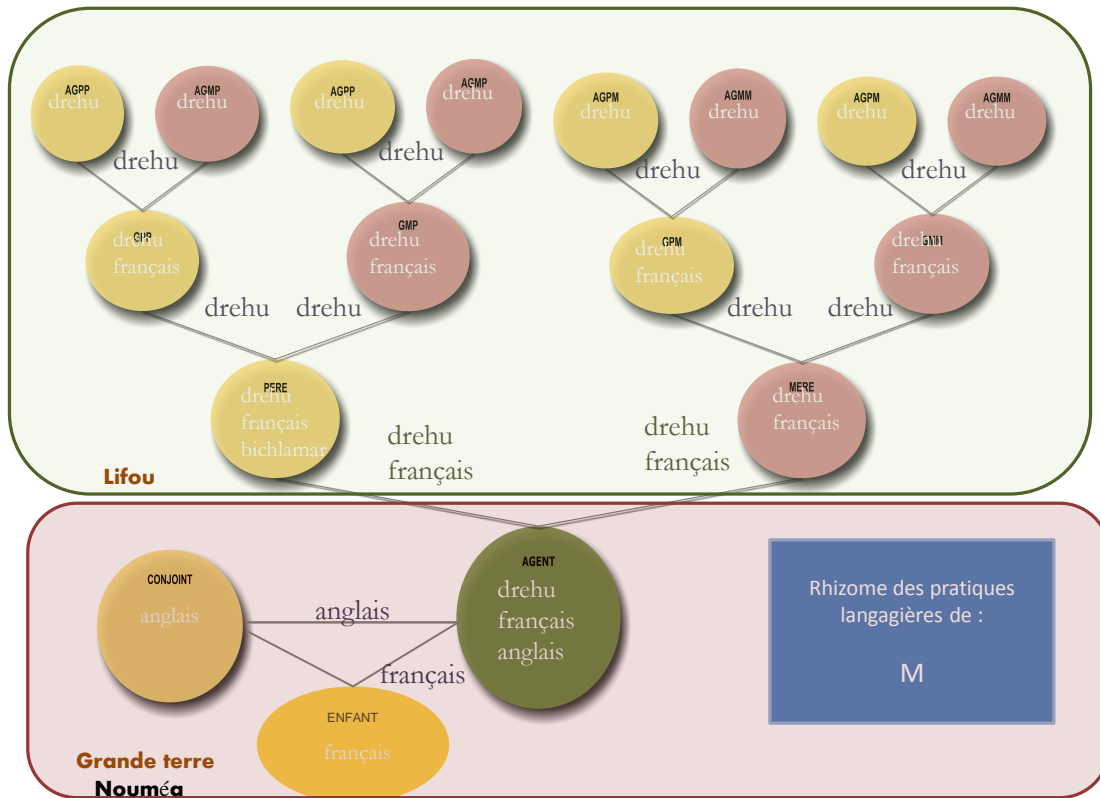 AGPP
drehu
AGMP
drehu
AGPP
drehu
AGMP
drehu
AGPM
drehu
AGMM
drehu
AGPM
drehu
AGMM
drehu
drehu
drehu
drehu
drehu
GPP
drehu
français
GMP
drehu
français
GPM
drehu
français
GMM
drehu
français
drehu
drehu
drehu
drehu
PERE
drehu
français
bichlamar
MERE
drehu
français
drehu
français
drehu
français
Lifou
CONJOINT
anglais
anglais
AGENT
drehu
français
anglais
français
ENFANT
français
Rhizome des pratiques
langagières de :
M
Grande terre
Nouméa